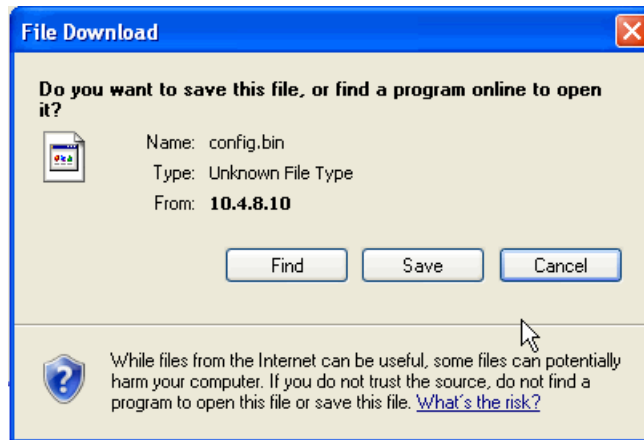 File Download
Do you want to save this file, or find a program online to open
it?
Name: config.bin
Type: Unknown File Type
From: 10.4.8.10
Find Save Cancel
While files from the Internet can be useful, some files can potentially
harm your computer. If you do not trust the source, do not find a
program to open this file or save this file. What's the risk?